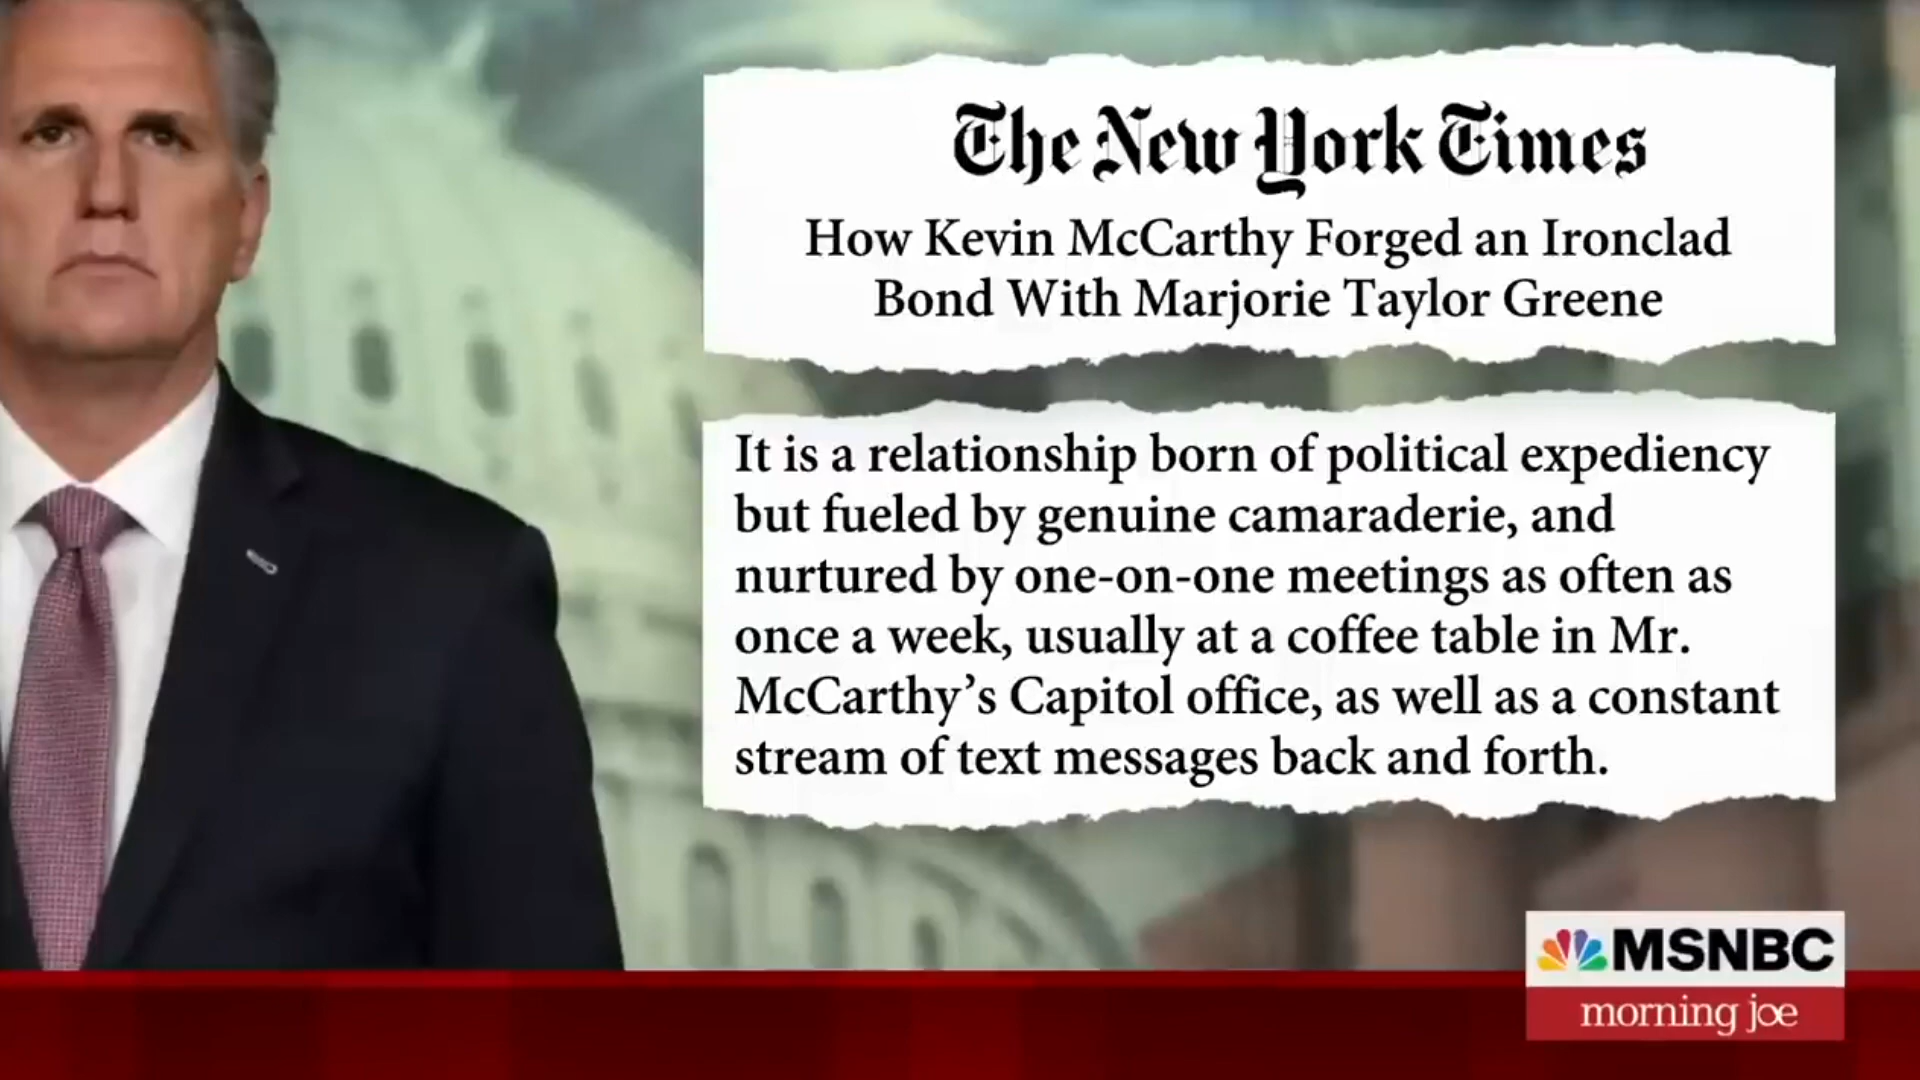 The New York Times
How Kevin McCarthy Forged an Ironclad
Bond With Marjorie Taylor Greene
It is a relationship born of political expediency
but fueled by genuine camaraderie, and
nurtured by one-on-one meetings as often as
once a week, usually at a coffee table in Mr.
McCarthy’s Capitol office, as well as a constant
stream of text messages back and forth.
MSNBC
morning joe